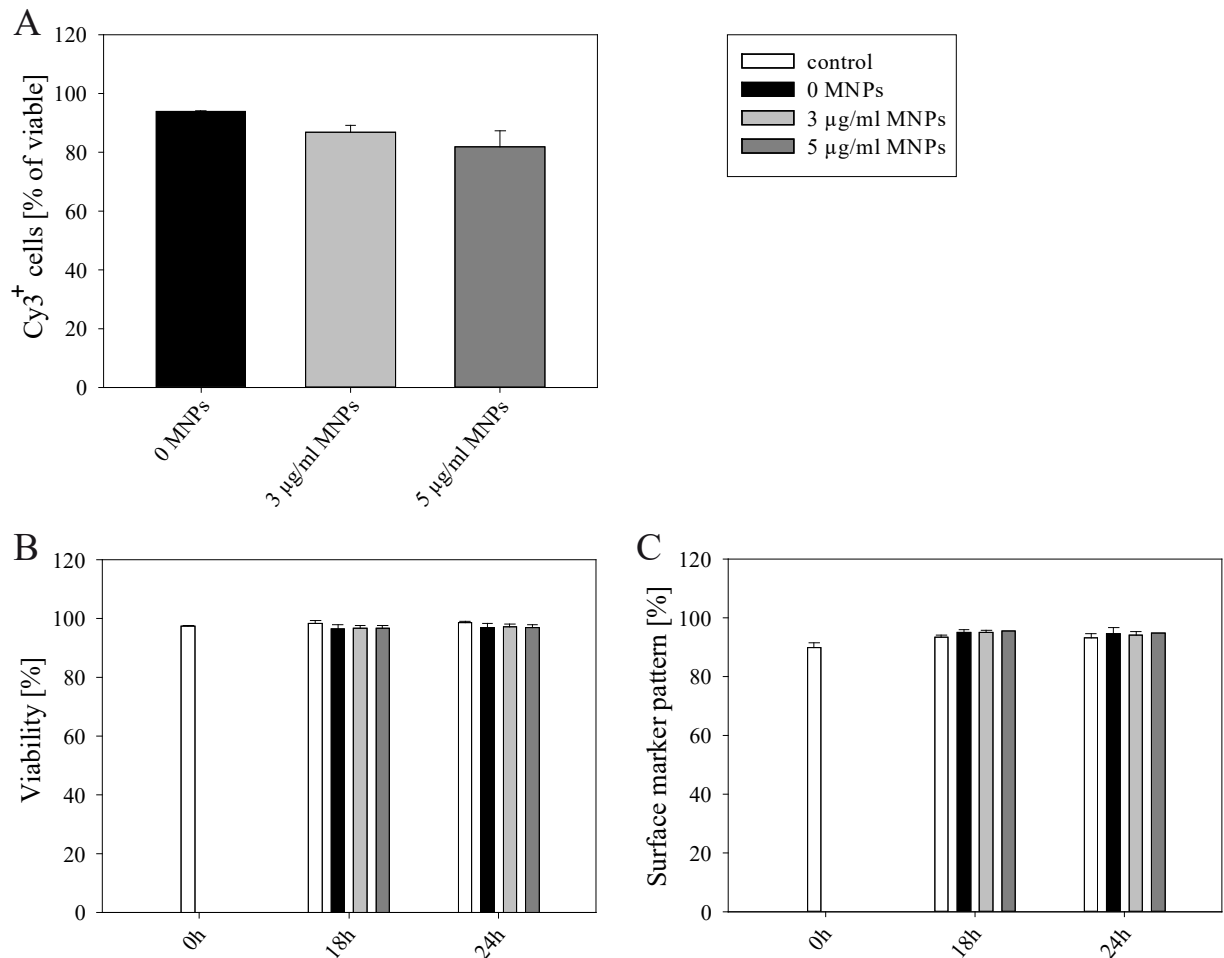 A
120
100
80
60
40
20
0
Cy3+ cells [% of viable]
0 MNPs
3 µg/ml MNPs
5 µg/ml MNPs
control
0 MNPs
3 µg/ml MNPs
5 µg/ml MNPs
B
120
100
80
60
40
20
0
Viability [%]
0h
18h
24h
C
120
100
80
60
40
20
0
Surface marker pattern [%]
0h
18h
24h